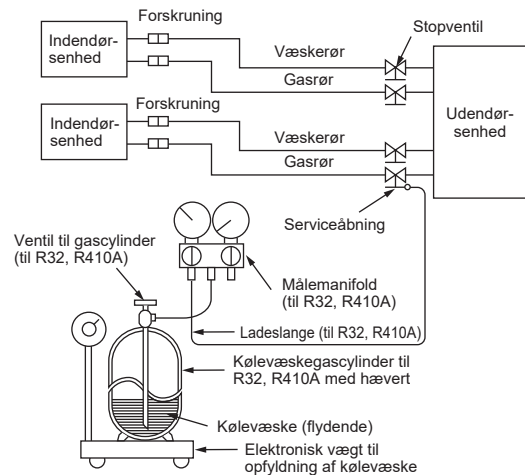 Forskruning
Stopventil
Indendør-
senhed
Væskerør
Gasrør
Forskruning
Udendør-
senhed
Indendør-
senhed
Væskerør
Gasrør
Serviceåbning
Ventil til gascylinder
(til R32, R410A)
Målemanifold
(til R32, R410A)
Ladeslange (til R32, R410A)
Kølevæskegascylinder til
R32, R410A med hævert
Kølevæske (flydende)
Elektronisk vægt til
opfyldning af kølevæske